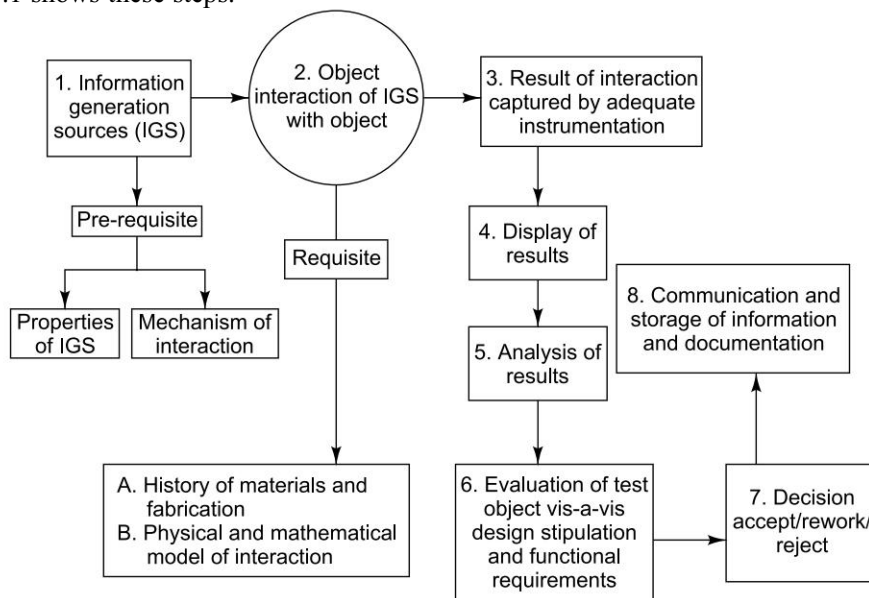 .1 shows these steps.
1. Information
generation
sources (IGS)
2. Object
interaction of IGS
with object
3. Result of interaction
captured by adequate
instrumentation
Pre-requisite
Properties
of IGS
Mechanism of
interaction
Requisite
A. History of materials and
fabrication
B. Physical and mathematical
model of interaction
4. Display of
results
5. Analysis of
results
6. Evaluation of test
object vis-a-vis
design stipulation
and functional
requirements
7. Decision
accept/rework/
reject
8. Communication and
storage of information
and documentation